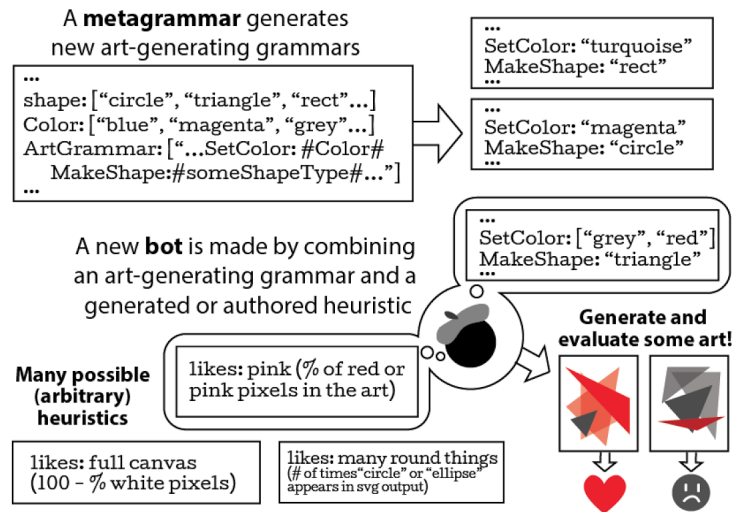 A metagrammar generates
new art-generating grammars
...
shape: ["circle", "triangle", "rect"...]
Color: ["blue", "magenta", "grey"...]
ArtGrammar: ["...SetColor: #Color#
MakeShape:#someShapeType#..."]
...
...
SetColor: "turquoise"
MakeShape: "rect"
...
...
SetColor: "magenta"
MakeShape: "circle"
...
A new bot is made by combining
an art-generating grammar and a
generated or authored heuristic
...
SetColor: ["grey", "red"]
MakeShape: "triangle"
...
likes: pink (% of red or
pink pixels in the art)
Generate and
evaluate some art!
Many possible
(arbitrary)
heuristics
likes: full canvas
(100 - % white pixels)
likes: many round things
(# of times"circle" or "ellipse"
appears in svg output)